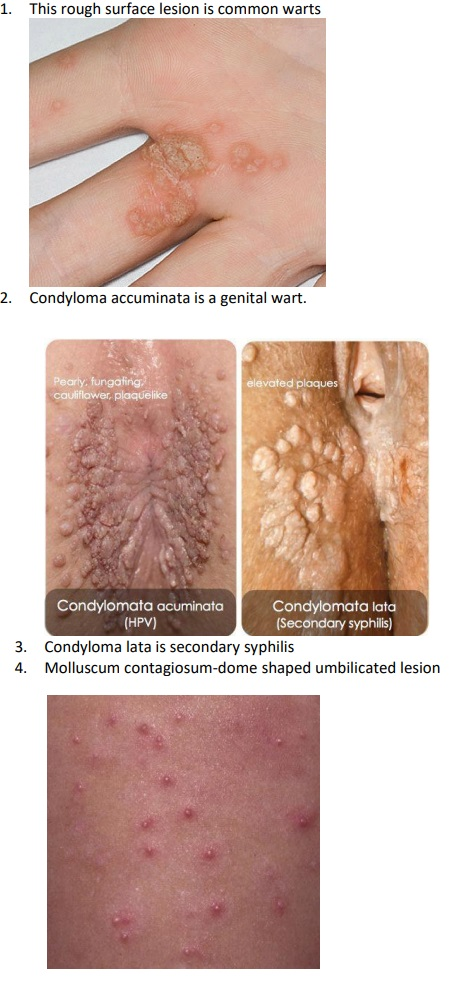 1. This rough surface lesion is common warts
2. Condyloma accuminata is a genital wart.
Pearly, fungating,
cauliflower, plaquelike
elevated plaques
Condylomata acuminata
(HPV)
Condylomata lata
(Secondary syphilis)
3. Condyloma lata is secondary syphilis
4. Molluscum contagiosum-dome shaped umbilicated lesion